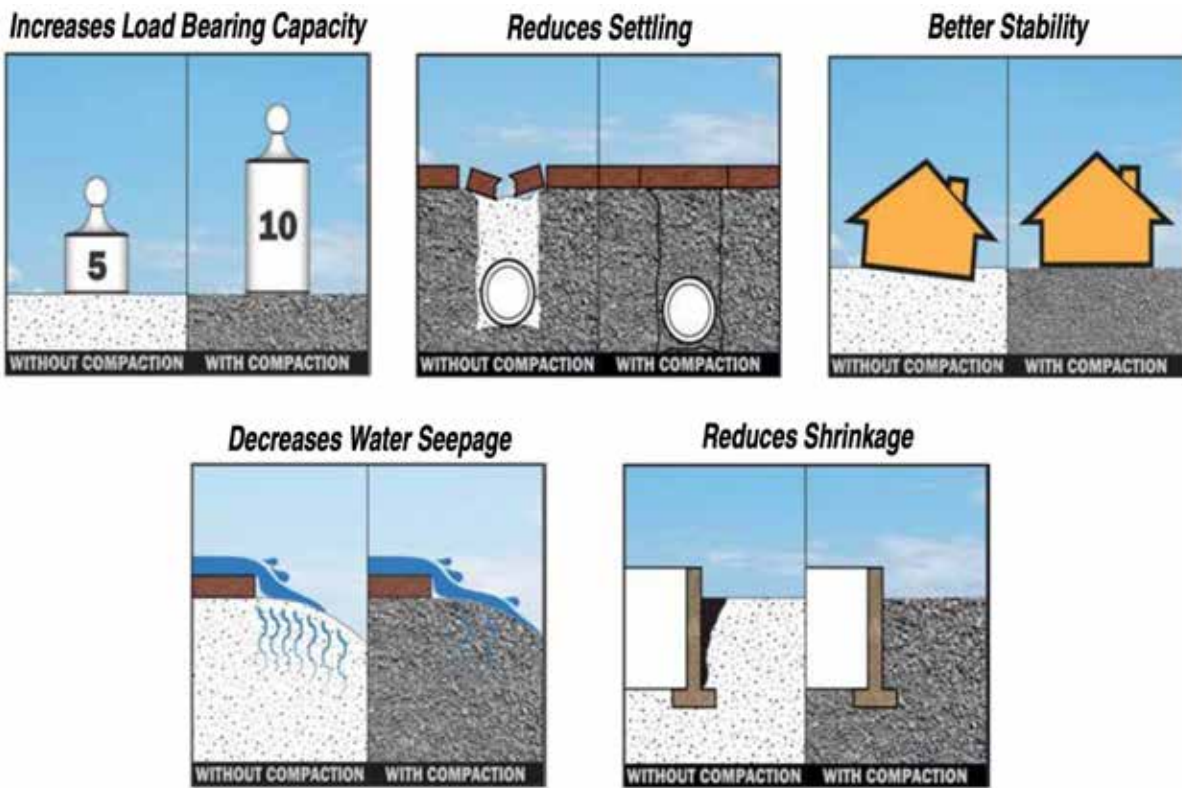 Increases Load Bearing Capacity
Reduces Settling
Better Stability
5
10
WITHOUT COMPACTION
WITH COMPACTION
WITHOUT COMPACTION
WITH COMPACTION
WITHOUT COMPACTION
WITH COMPACTION
Decreases Water Seepage
Reduces Shrinkage
WITHOUT COMPACTION
WITH COMPACTION
WITHOUT COMPACTION
WITH COMPACTION